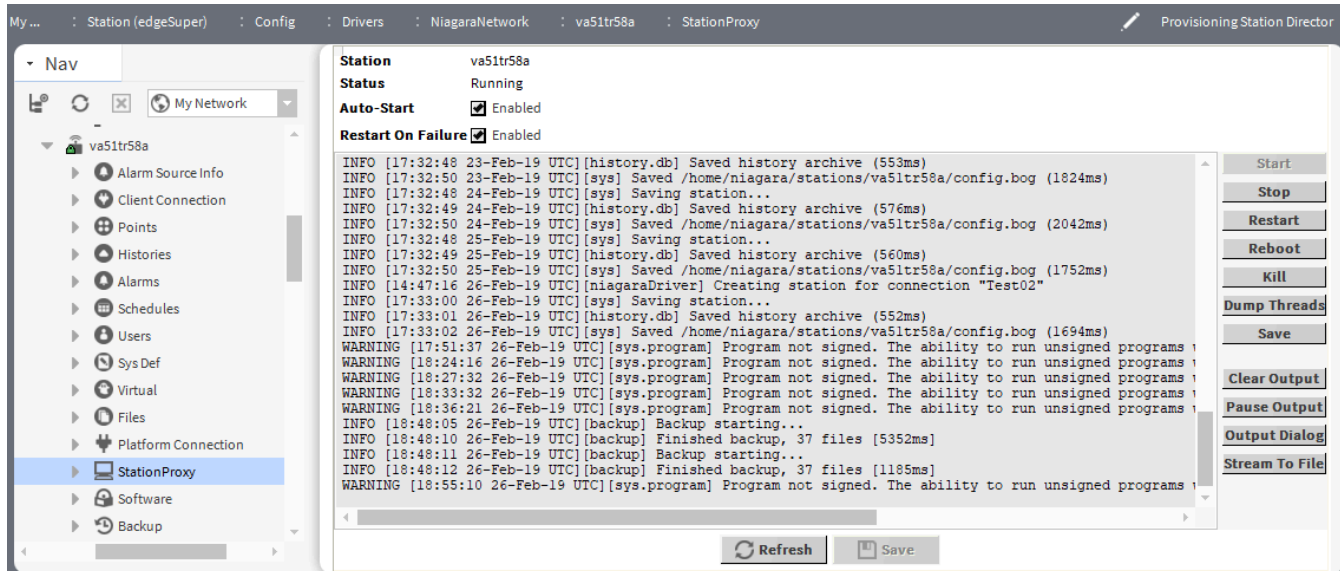 My ... : Station (edgeSuper) : Config : Drivers : NiagaraNetwork : va51tr58a : StationProxy Provisioning Station Director
Nav
My Network
va51tr58a
Alarm Source Info
Client Connection
Points
Histories
Alarms
Schedules
Users
Sys Def
Virtual
Files
Platform Connection
StationProxy
Software
Backup
Station va51tr58a
Status Running
Auto-Start Enabled
Restart On Failure Enabled
INFO [17:32:48 23-Feb-19 UTC][history.db] Saved history archive (553ms)
INFO [17:32:50 23-Feb-19 UTC][sys] Saved /home/niagara/stations/va51tr58a/config.bog (1824ms)
INFO [17:32:48 24-Feb-19 UTC][sys] Saving station...
INFO [17:32:49 24-Feb-19 UTC][history.db] Saved history archive (576ms)
INFO [17:32:50 24-Feb-19 UTC][sys] Saved /home/niagara/stations/va51tr58a/config.bog (2042ms)
INFO [17:32:48 25-Feb-19 UTC][sys] Saving station...
INFO [17:32:49 25-Feb-19 UTC][history.db] Saved history archive (560ms)
INFO [17:32:50 25-Feb-19 UTC][sys] Saved /home/niagara/stations/va51tr58a/config.bog (1752ms)
INFO [14:47:16 26-Feb-19 UTC][niagaraDriver] Creating station for connection "Test02"
INFO [17:33:00 26-Feb-19 UTC][sys] Saving station...
INFO [17:33:01 26-Feb-19 UTC][history.db] Saved history archive (552ms)
INFO [17:33:02 26-Feb-19 UTC][sys] Saved /home/niagara/stations/va51tr58a/config.bog (1694ms)
WARNING [17:51:37 26-Feb-19 UTC][sys.program] Program not signed. The ability to run unsigned programs
WARNING [18:24:16 26-Feb-19 UTC][sys.program] Program not signed. The ability to run unsigned programs
WARNING [18:27:32 26-Feb-19 UTC][sys.program] Program not signed. The ability to run unsigned programs
WARNING [18:33:32 26-Feb-19 UTC][sys.program] Program not signed. The ability to run unsigned programs
WARNING [18:36:21 26-Feb-19 UTC][sys.program] Program not signed. The ability to run unsigned programs
INFO [18:48:05 26-Feb-19 UTC][backup] Backup starting...
INFO [18:48:10 26-Feb-19 UTC][backup] Finished backup, 37 files [5352ms]
INFO [18:48:11 26-Feb-19 UTC][backup] Backup starting...
INFO [18:48:12 26-Feb-19 UTC][backup] Finished backup, 37 files [1185ms]
WARNING [18:55:10 26-Feb-19 UTC][sys.program] Program not signed. The ability to run unsigned programs
Start
Stop
Restart
Reboot
Kill
Dump Threads
Save
Clear Output
Pause Output
Output Dialog
Stream To File
Refresh Save